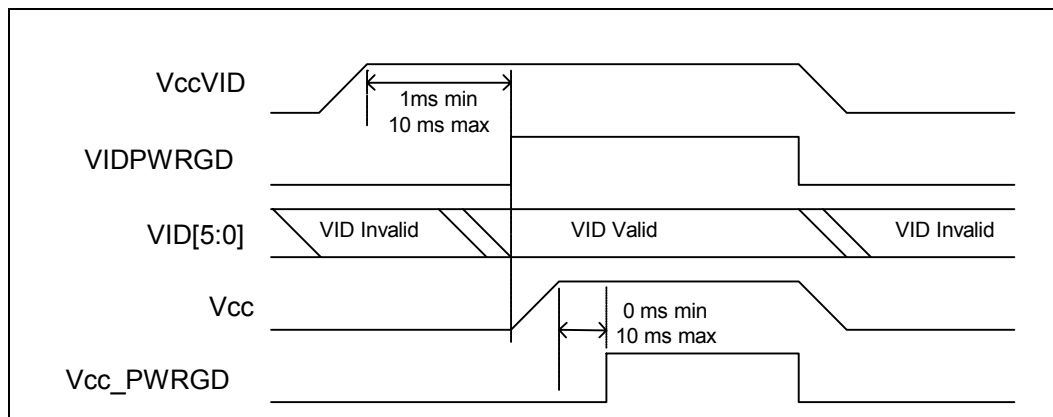 VccVID
1ms min
10 ms max
VIDPWRGD
VID[5:0]
VID Invalid
VID Valid
VID Invalid
Vcc
0 ms min
10 ms max
Vcc_PWRGD